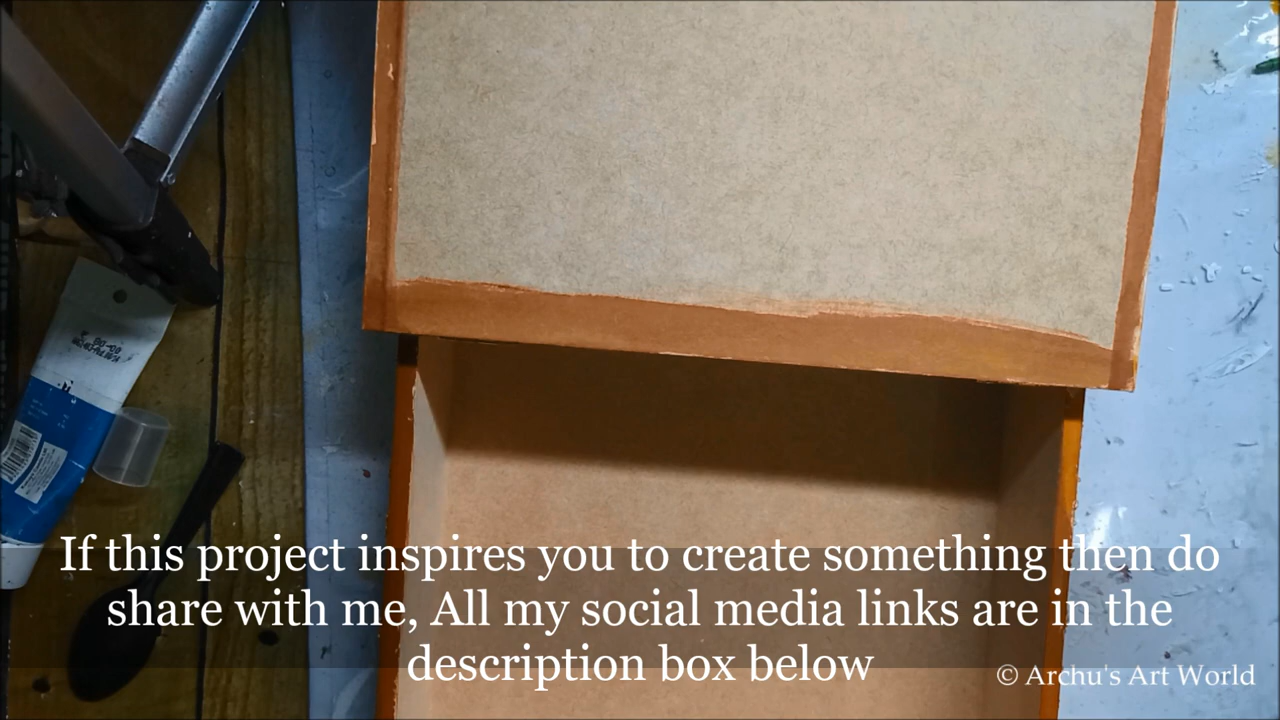 If this project inspires you to create something then do
share with me, All my social media links are in the
description box below
© Archu's Art World